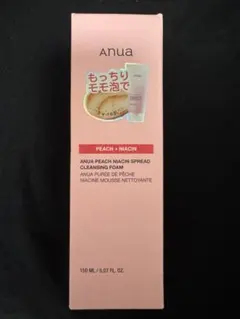 Anua
もっちり
モモ泡で
PEACH + NIACIN
ANUA PEACH NIACIN-SPREAD
CLEANSING FOAM
ANUA PURÉE DE PÊCHE
NIACINE MOUSSE NETTOYANTE
150 ML / 5.07 FL. OZ.